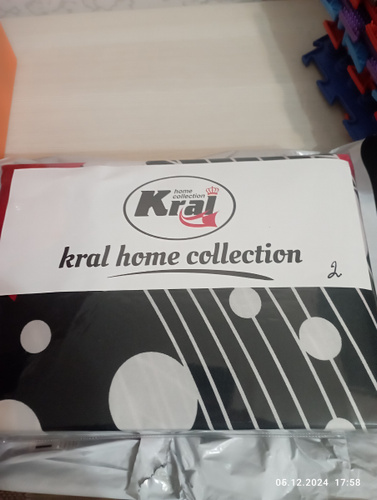 home
collection
Kral
kral home collection
2
06.12.2024 17:58